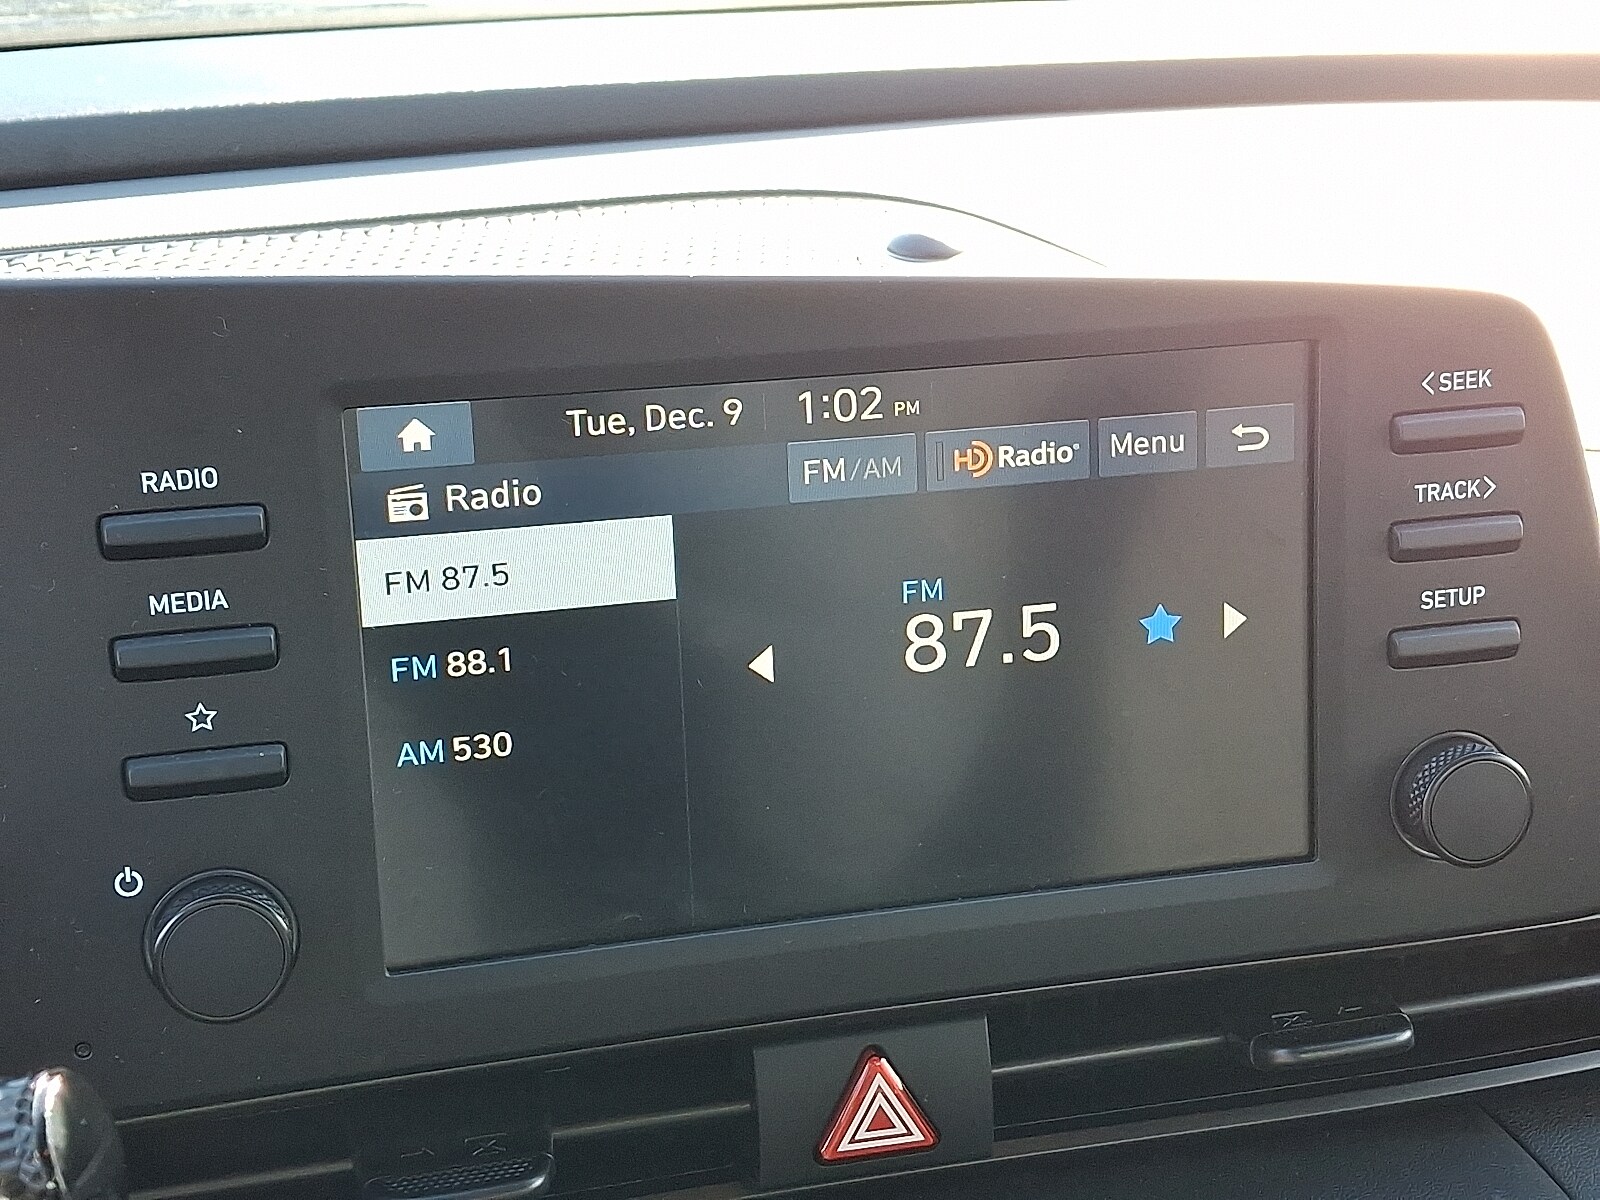 Tue, Dec. 9 1:02 PM
FM/AM HD Radio Menu
Radio
FM 87.5
FM 88.1
AM 530
FM
87.5
RADIO
MEDIA
<SEEK
TRACK>
SETUP